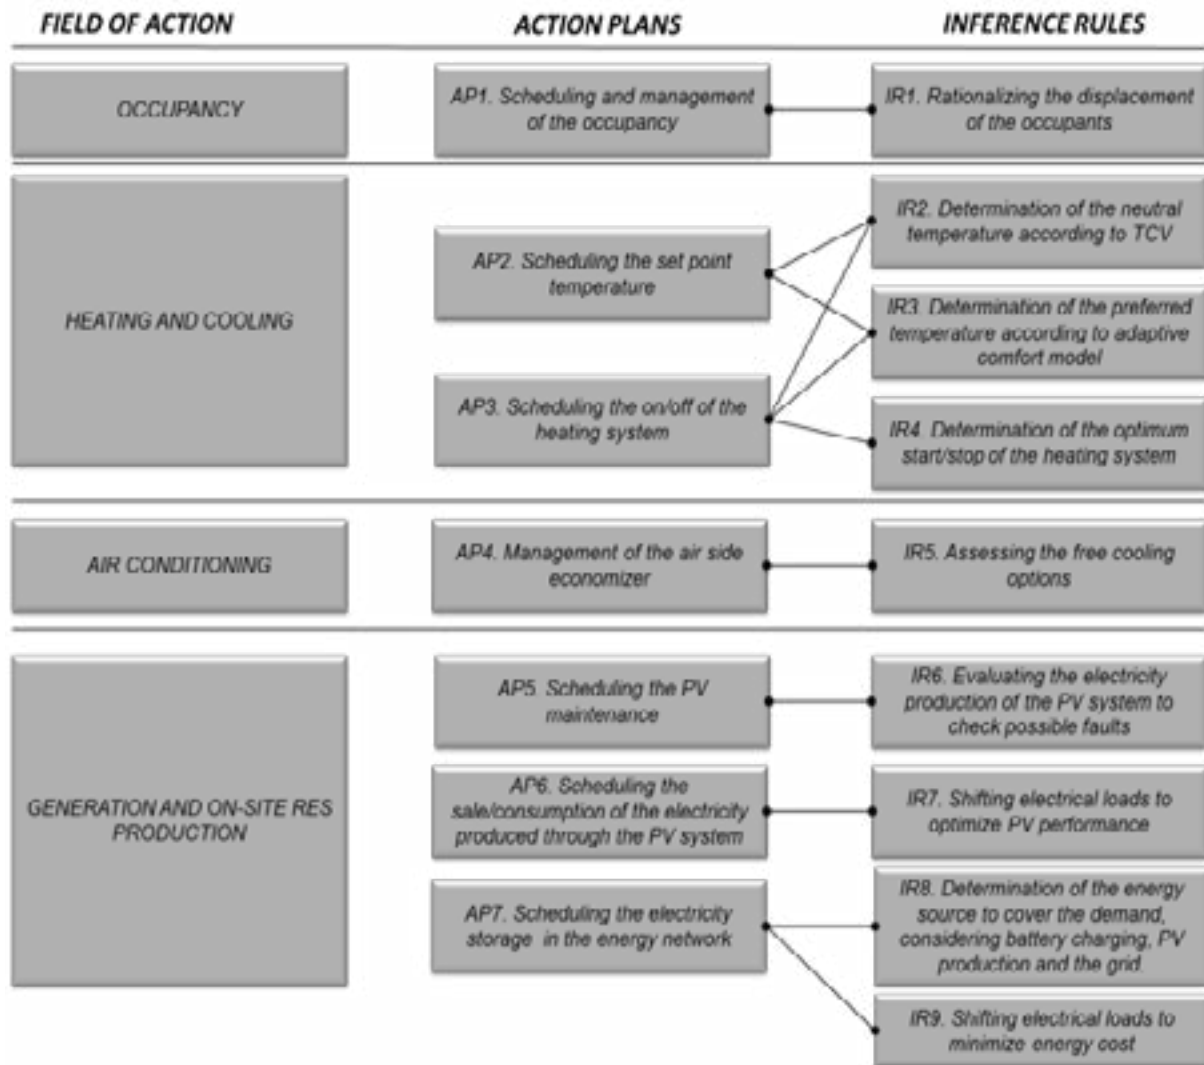 FIELD OF ACTION
ACTION PLANS
INFERENCE RULES
OCCUPANCY
AP1. Scheduling and management
of the occupancy
IR1. Rationalizing the displacement
of the occupants
HEATING AND COOLING
AP2. Scheduling the set point
temperature
AP3. Scheduling the on/off of the
heating system
IR2. Determination of the neutral
temperature according to TCV
IR3. Determination of the preferred
temperature according to adaptive
comfort model
IR4. Determination of the optimum
start/stop of the heating system
AIR CONDITIONING
AP4. Management of the air side
economizer
IR5. Assessing the free cooling
options
GENERATION AND ON-SITE RES
PRODUCTION
AP5. Scheduling the PV
maintenance
IR6. Evaluating the electricity
production of the PV system to
check possible faults
AP6. Scheduling the
sale/consumption of the electricity
produced through the PV system
IR7. Shifting electrical loads to
optimize PV performance
AP7. Scheduling the electricity
storage in the energy network
IR8. Determination of the energy
source to cover the demand,
considering battery charging, PV
production and the grid.
IR9. Shifting electrical loads to
minimize energy cost